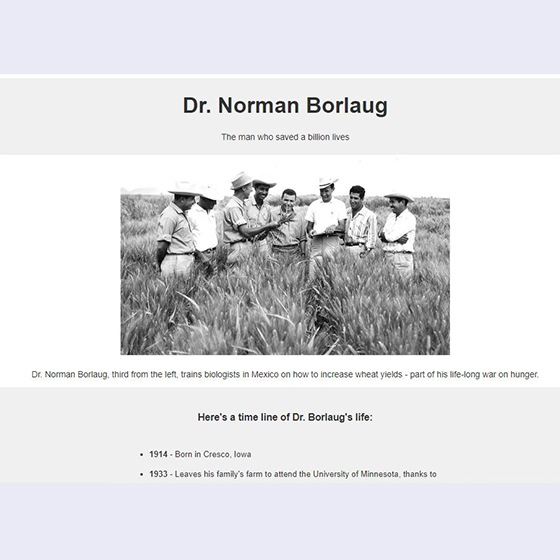 Dr. Norman Borlaug
The man who saved a billion lives
Dr. Norman Borlaug, third from the left, trains biologists in Mexico on how to increase wheat yields - part of his life-long war on hunger.
Here's a time line of Dr. Borlaug's life:
• 1914 - Born in Cresco, Iowa
• 1933 - Leaves his family's farm to attend the University of Minnesota, thanks to